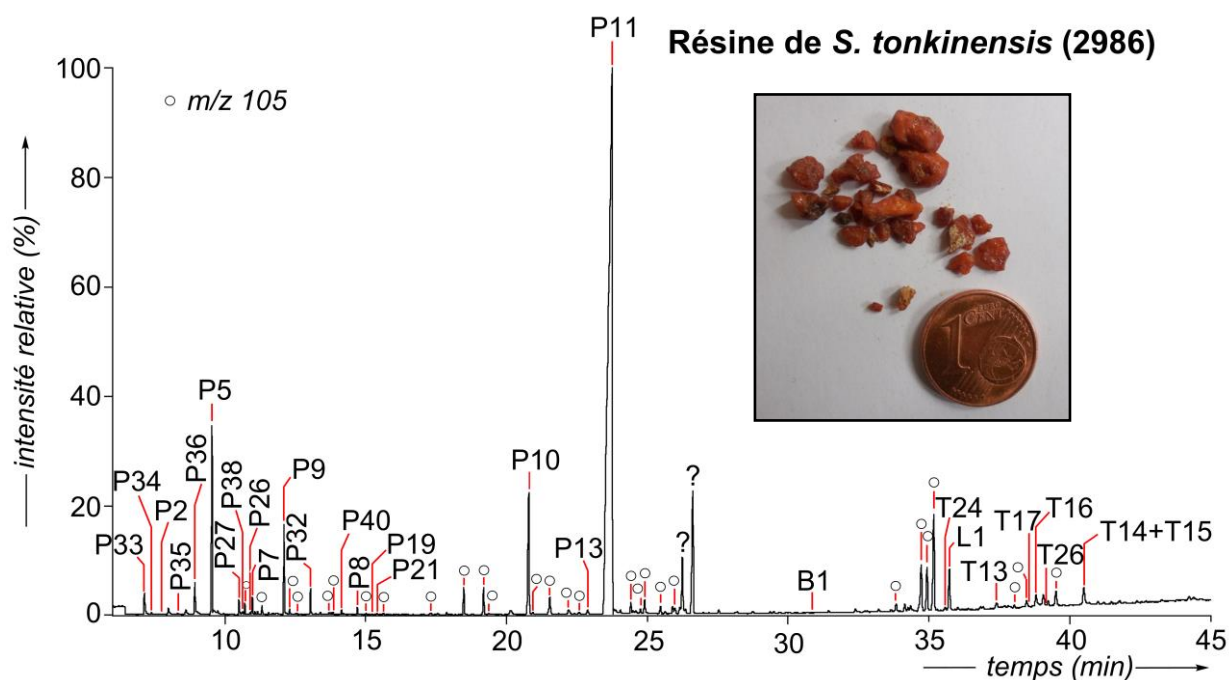 Résine de S. tonkinensis (2986)
○ m/z 105
intensité relative (%)
100
80
60
40
20
0
P33
P34
P2
P35
P36
P5
P27
P38
P26
P7
P9
P32
P40
P8
P19
P21
P10
P11
P13
?
?
B1
T24
L1
T13
T17
T16
T26
T14+T15
10
15
20
25
30
35
40
45
temps (min)
1
CENT